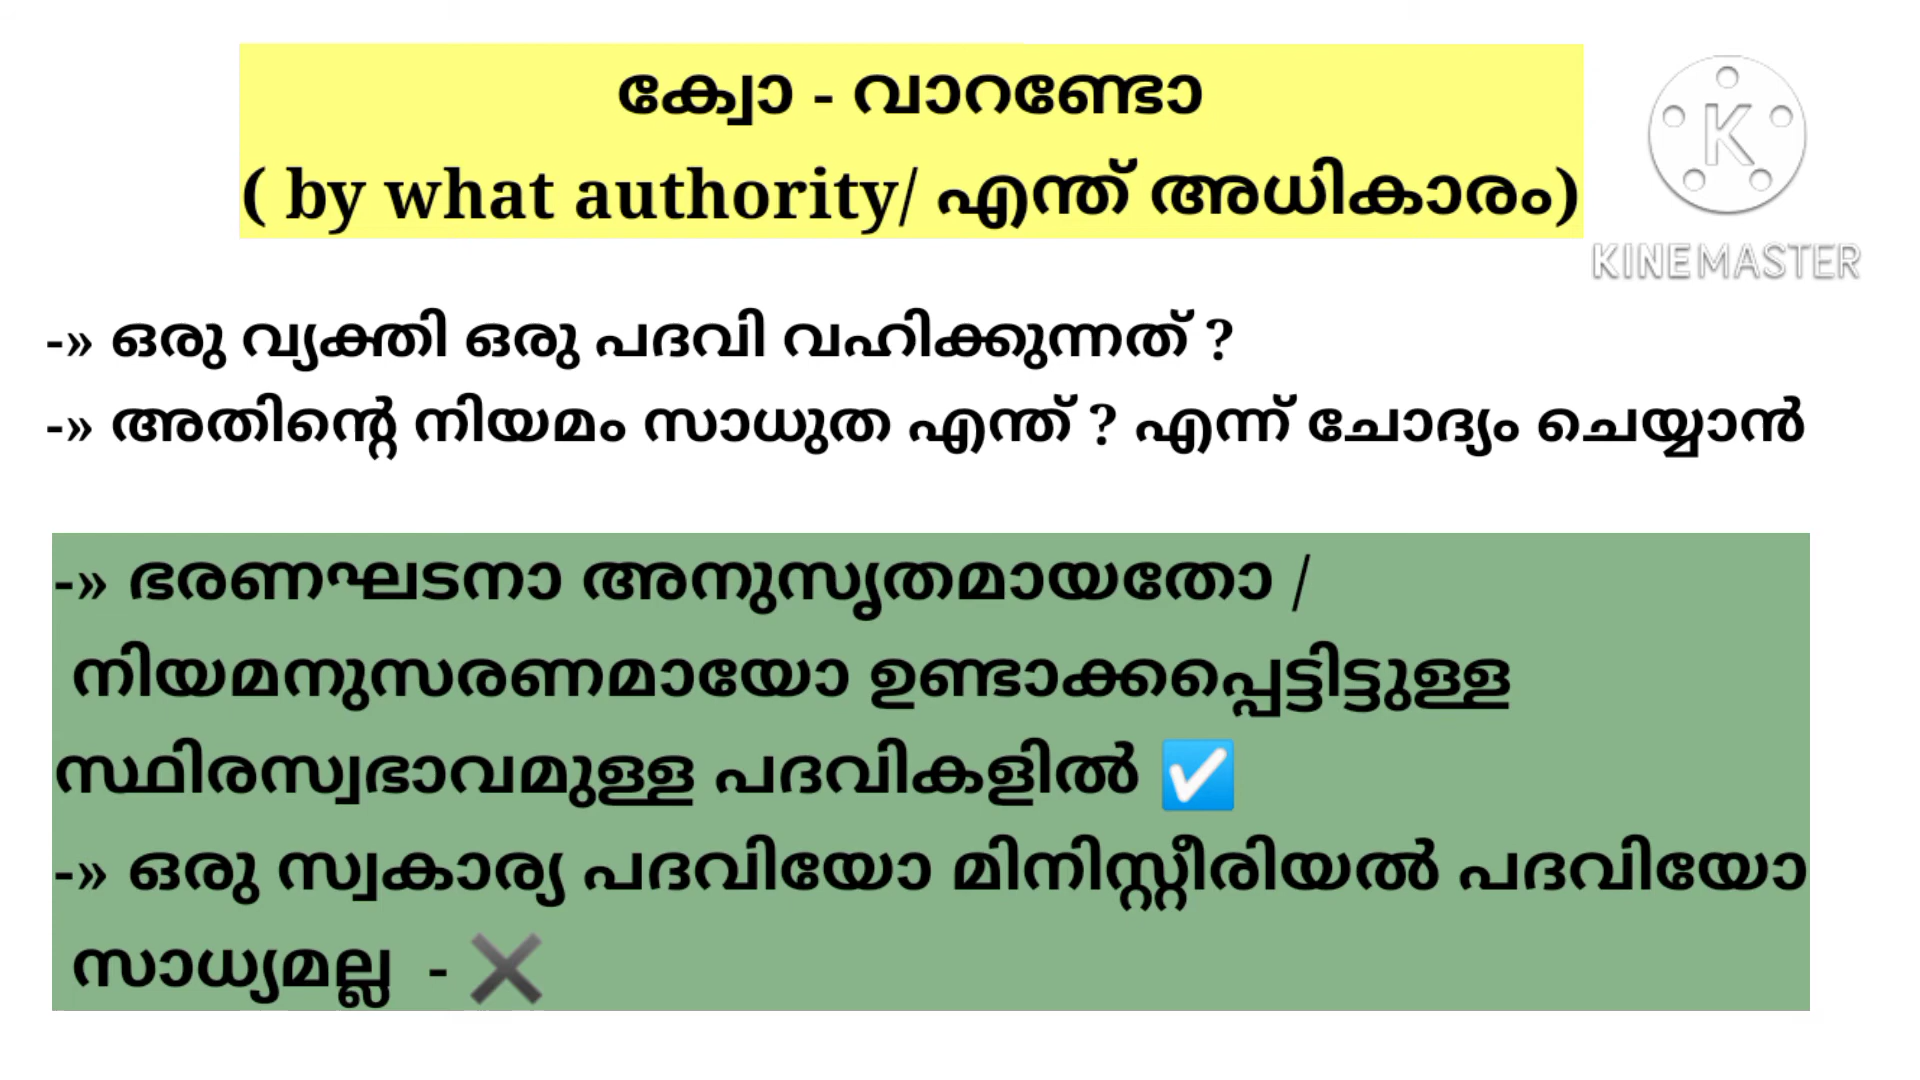 ക്വോ - വാറണ്ടോ
( by what authority/ എന്ത് അധികാരം)
KINEMASTER
-» ഒരു വ്യക്തി ഒരു പദവി വഹിക്കുന്നത് ?
-» അതിൻ്റെ നിയമം സാധുത എന്ത് ? എന്ന് ചോദ്യം ചെയ്യാൻ
-» ഭരണഘടനാ അനുസൃതമായതോ /
നിയമനുസരണമായോ ഉണ്ടാക്കപ്പെട്ടിട്ടുള്ള
സ്ഥിരസ്വഭാവമുള്ള പദവികളിൽ ☑
-» ഒരു സ്വകാര്യ പദവിയോ മിനിസ്റ്റീരിയൽ പദവിയോ
സാധ്യമല്ല - ✖